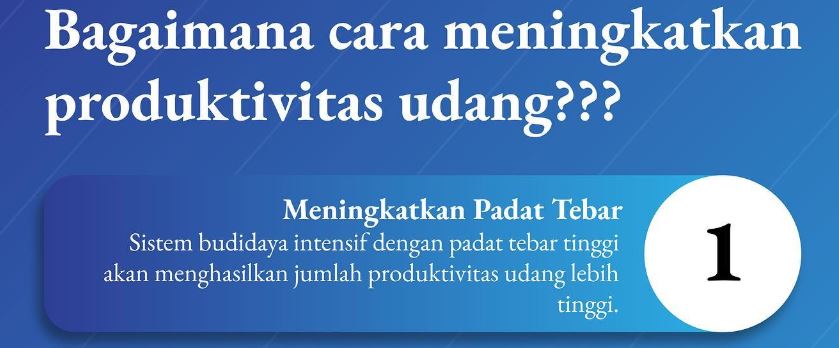 Bagaimana cara meningkatkan
produktivitas udang???
Meningkatkan Padat Tebar
Sistem budidaya intensif dengan padat tebar tinggi
akan menghasilkan jumlah produktivitas udang lebih
tinggi.
1